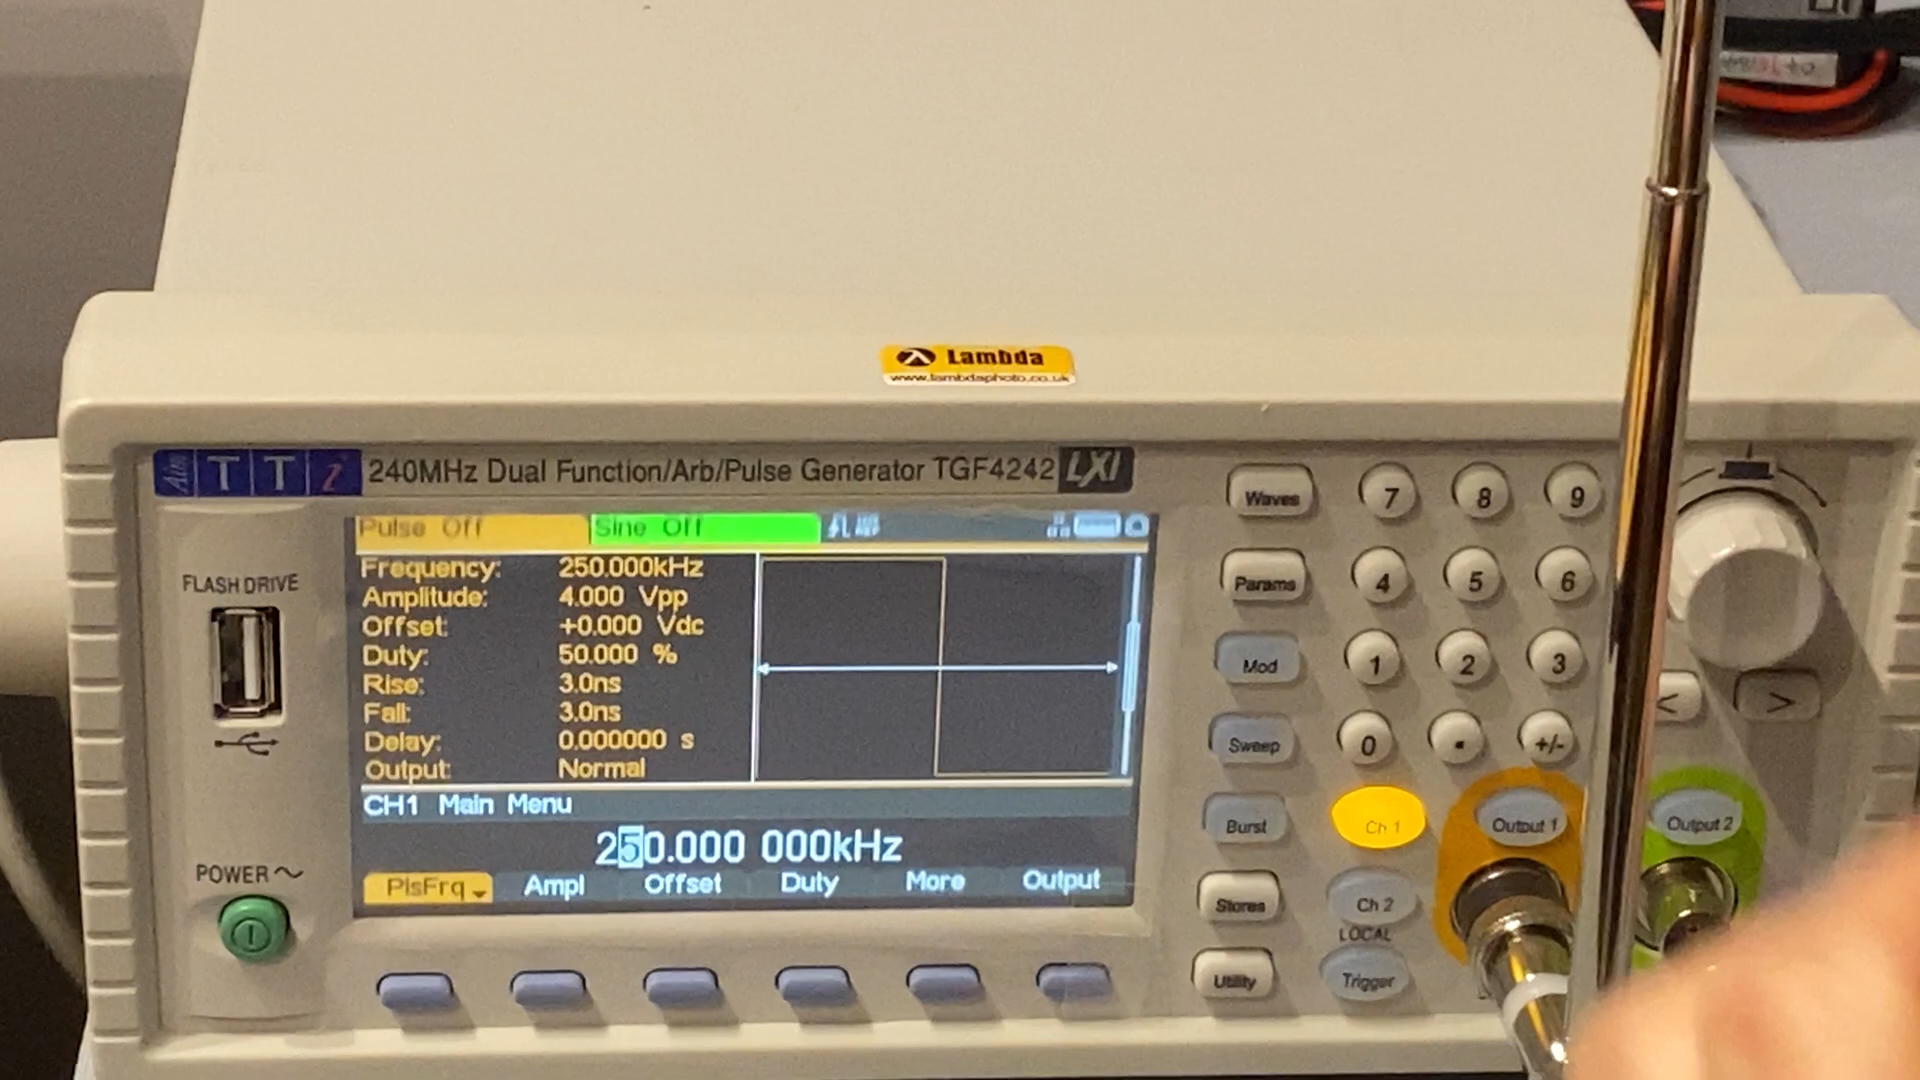 Lambda
www.lambdaphoto.co.uk
Aim TTi 240MHz Dual Function/Arb/Pulse Generator TGF4242 LXI
Pulse Off Sine Off
Frequency: 250.000kHz
Amplitude: 4.000 Vpp
Offset: +0.000 Vdc
Duty: 50.000 %
Rise: 3.0ns
Fall: 3.0ns
Delay: 0.000000 s
Output: Normal
CH1 Main Menu
250.000 000kHz
PlsFrq Ampl Offset Duty More Output
FLASH DRIVE
POWER
Waves 7 8 9
Params 4 5 6
Mod 1 2 3 < >
Sweep 0 . +/-
Burst Ch 1 Output 1 Output 2
Stores Ch 2
LOCAL
Utility Trigger